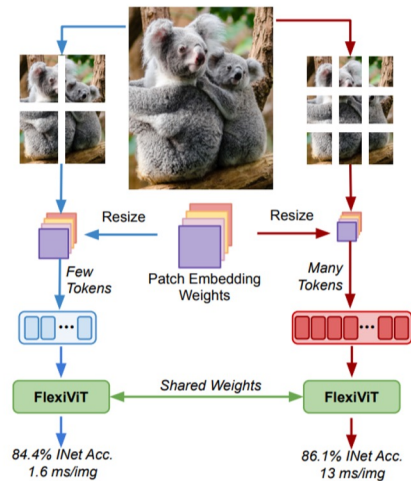 Resize
Resize
Few
Tokens
Patch Embedding
Weights
Many
Tokens
FlexiViT
Shared Weights
FlexiViT
84.4% INet Acc.
1.6 ms/img
86.1% INet Acc.
13 ms/img